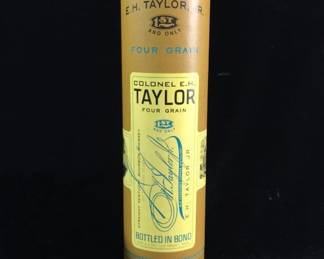 E.H. TAYLOR, JR.
1ST
AND ONLY
FOUR GRAIN
COLONEL E.H.
TAYLOR
FOUR GRAIN
1ST
AND ONLY
E. H. TAYLOR JR
BOTTLED IN BOND